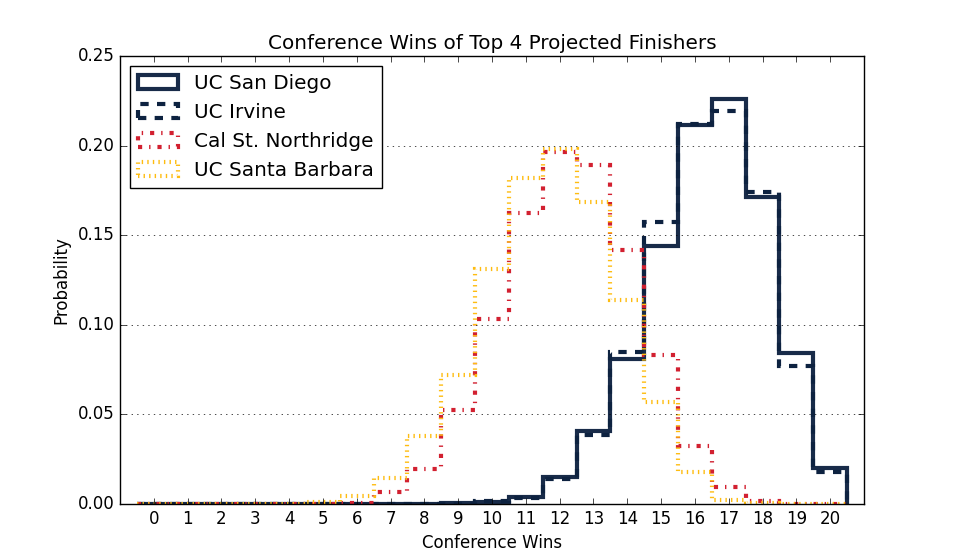 Conference Wins of Top 4 Projected Finishers
0.25
0.20
0.15
0.10
0.05
0.00
Probability
UC San Diego
UC Irvine
Cal St. Northridge
UC Santa Barbara
0 1 2 3 4 5 6 7 8 9 10 11 12 13 14 15 16 17 18 19 20
Conference Wins